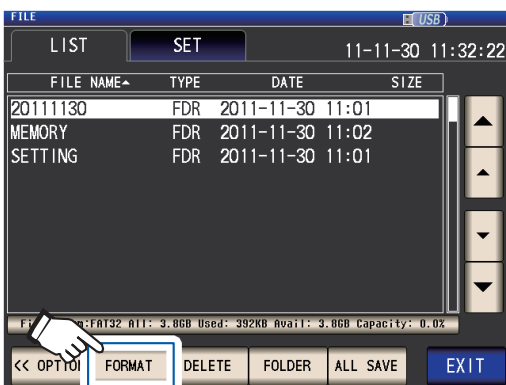 FILE
USB
LIST SET 11-11-30 11:32:22
FILE NAME TYPE DATE SIZE
20111130 FDR 2011-11-30 11:01
MEMORY FDR 2011-11-30 11:02
SETTING FDR 2011-11-30 11:01
:FAT32 All: 3.8GB Used: 392KB Avail: 3.8GB Capacity: 0.0%
<< FORMAT DELETE FOLDER ALL SAVE EXIT